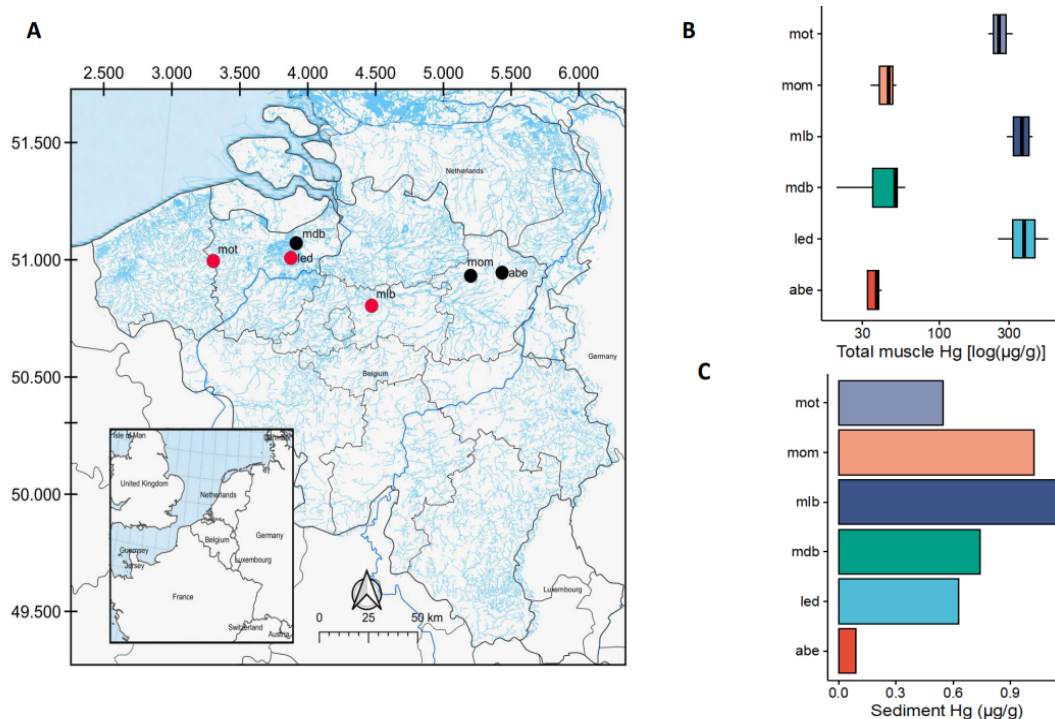 A
2.500 3.000 3.500 4.000 4.500 5.000 5.500 6.000
51.500
51.000
50.500
50.000
49.500
Netherlands
mdb
mot
led
mom
abe
mlb
Germany
Belgium
Luxembourg
Isle of Man
United Kingdom
Netherlands
Belgium
Germany
Luxembourg
Guernsey
Jersey
France
Switzerland
Austria
0 25 50 km
B
mot
mom
mlb
mdb
led
abe
30 100 300
Total muscle Hg [log(µg/g)]
C
mot
mom
mlb
mdb
led
abe
0.0 0.3 0.6 0.9
Sediment Hg (µg/g)